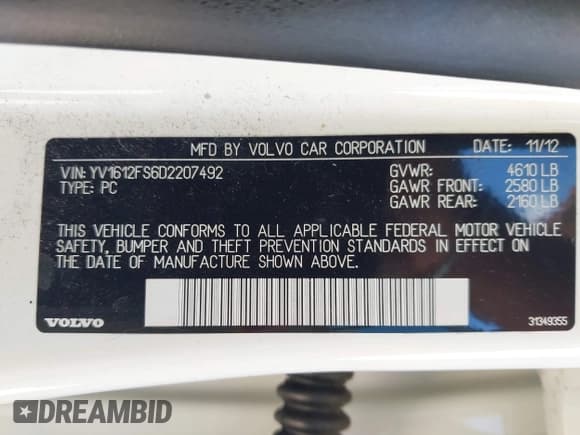 MFD BY VOLVO CAR CORPORATION DATE: 11/12
VIN: YV1612FS6D2207492 GVWR: 4610 LB
TYPE: PC GAWR FRONT: 2580 LB
GAWR REAR: 2160 LB
THIS VEHICLE CONFORMS TO ALL APPLICABLE FEDERAL MOTOR VEHICLE
SAFETY, BUMPER AND THEFT PREVENTION STANDARDS IN EFFECT ON
THE DATE OF MANUFACTURE SHOWN ABOVE.
VOLVO 31349355
DREAMBID